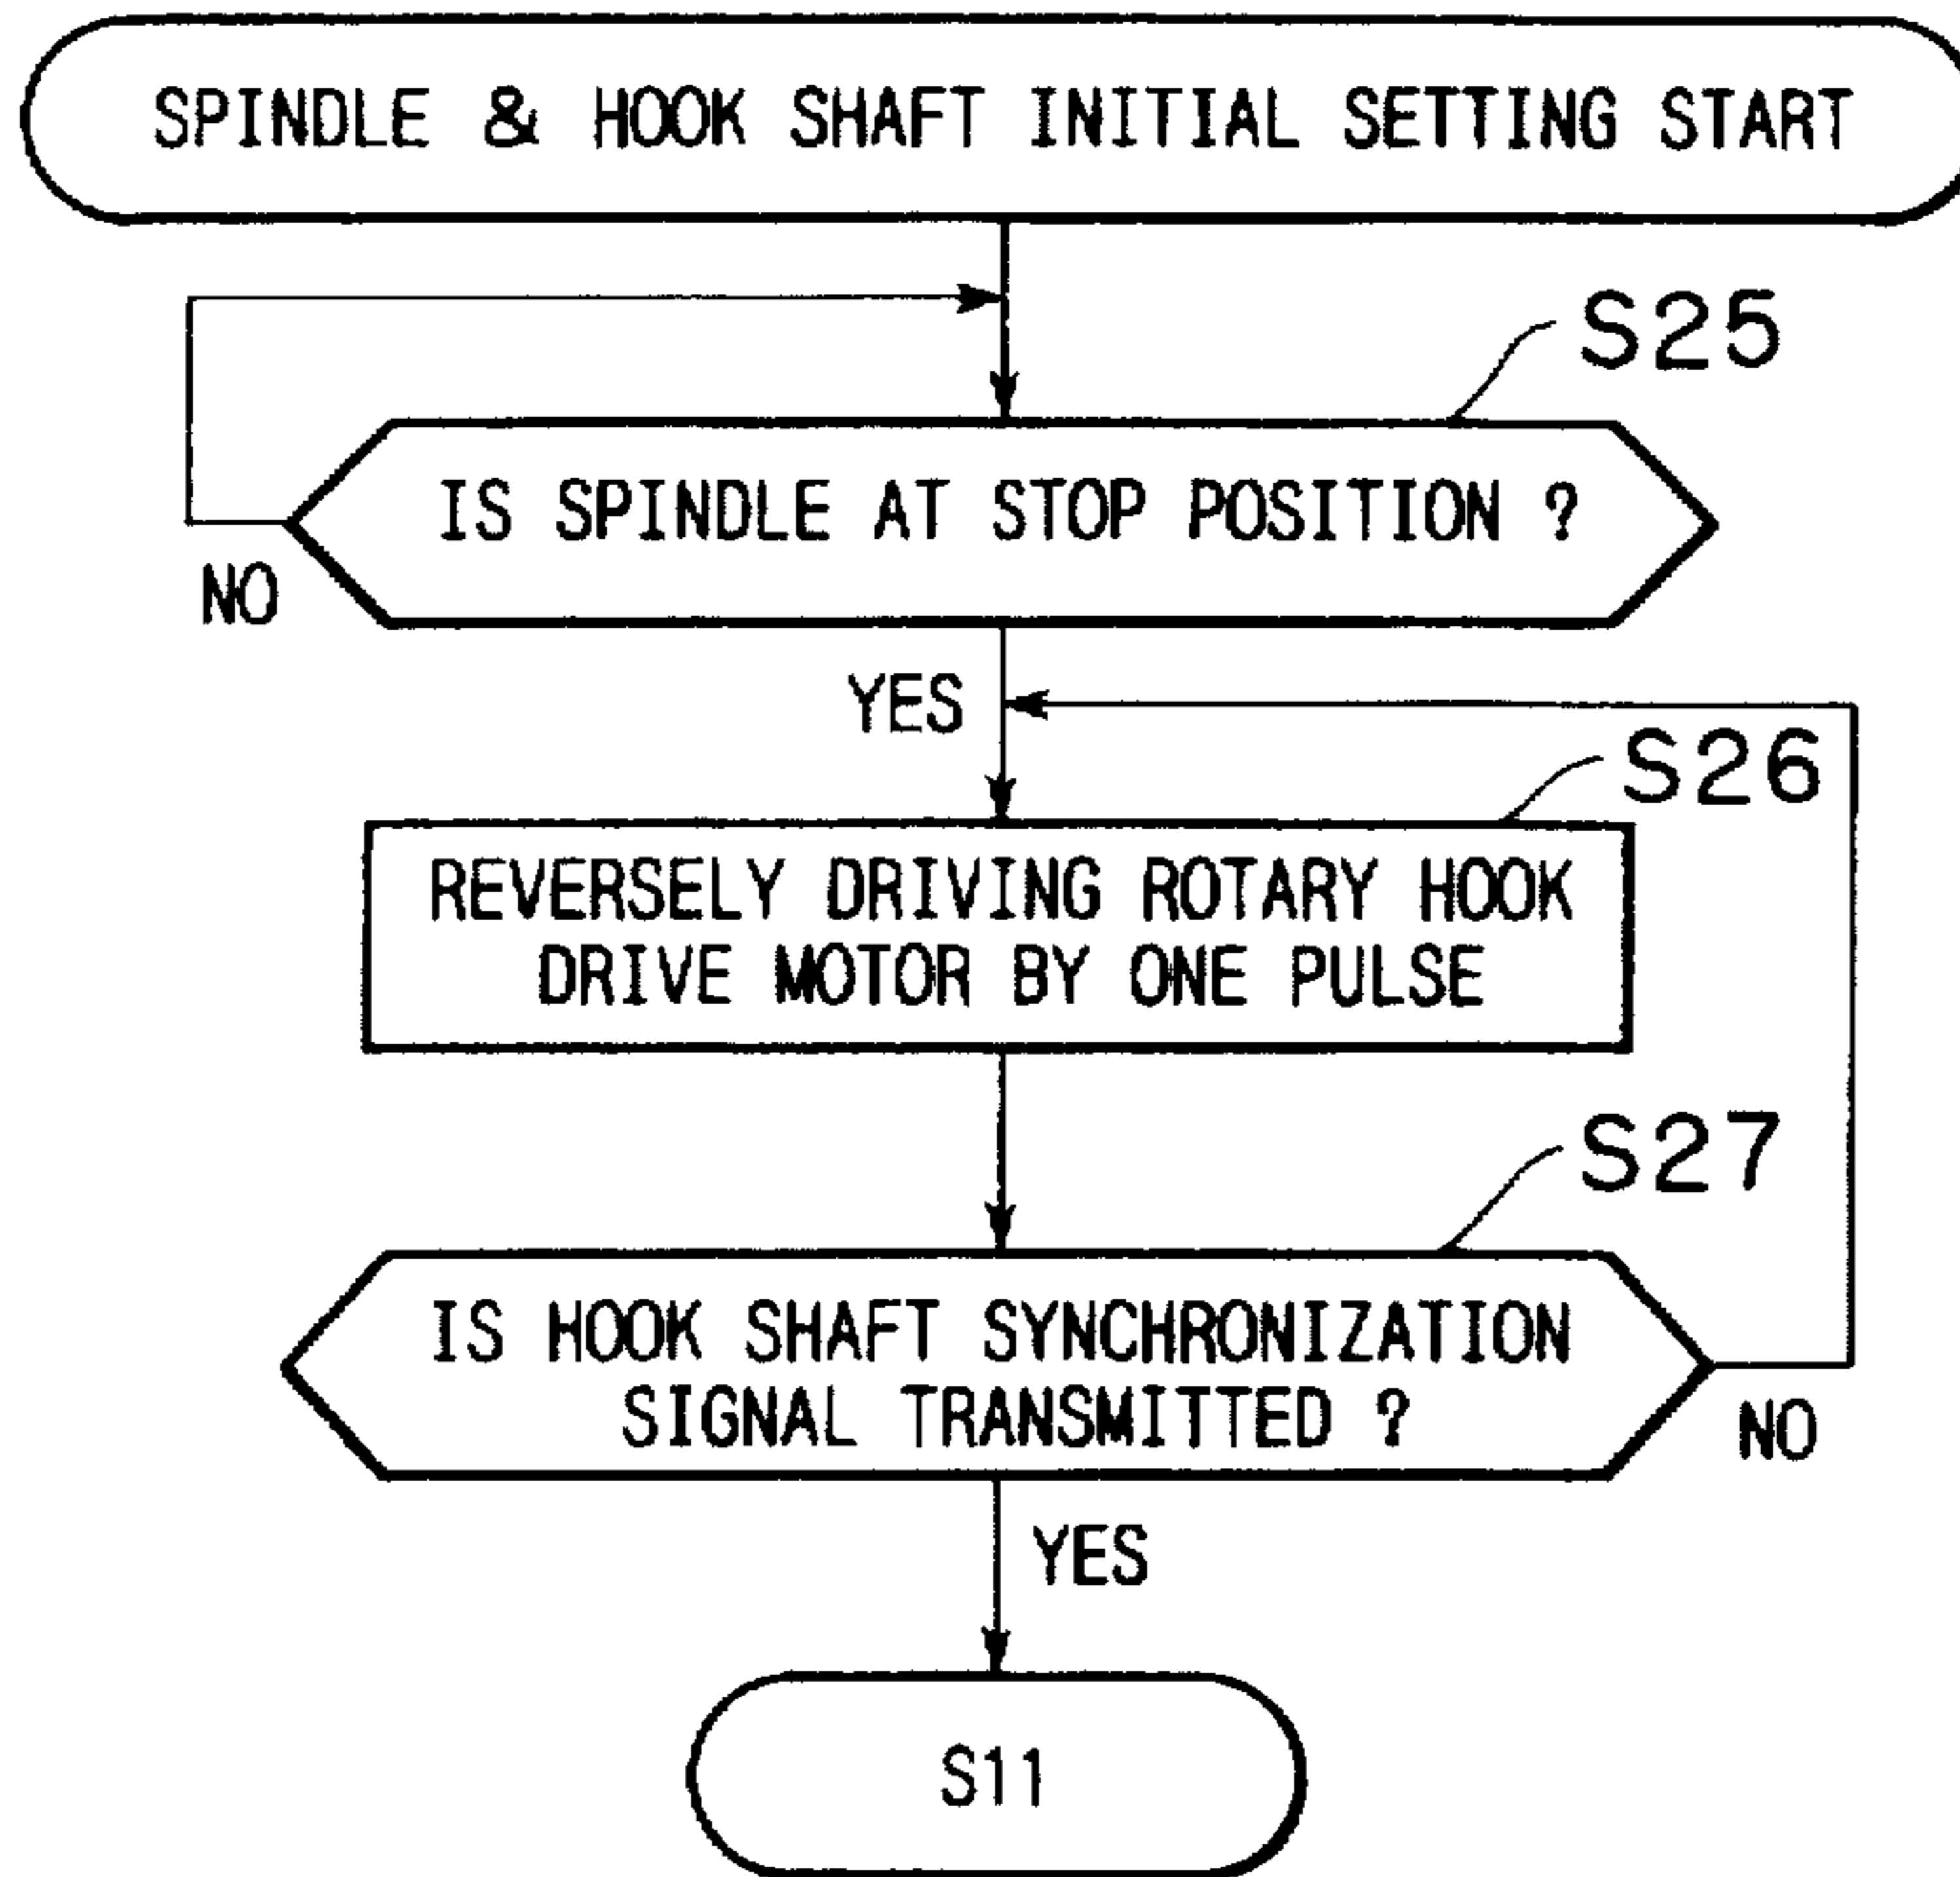 SPINDLE & HOOK SHAFT INITIAL SETTING START
S25
IS SPINDLE AT STOP POSITION ?
NO
YES
S26
REVERSELY DRIVING ROTARY HOOK
DRIVE MOTOR BY ONE PULSE
S27
IS HOOK SHAFT SYNCHRONIZATION
SIGNAL TRANSMITTED ?
NO
YES
S11